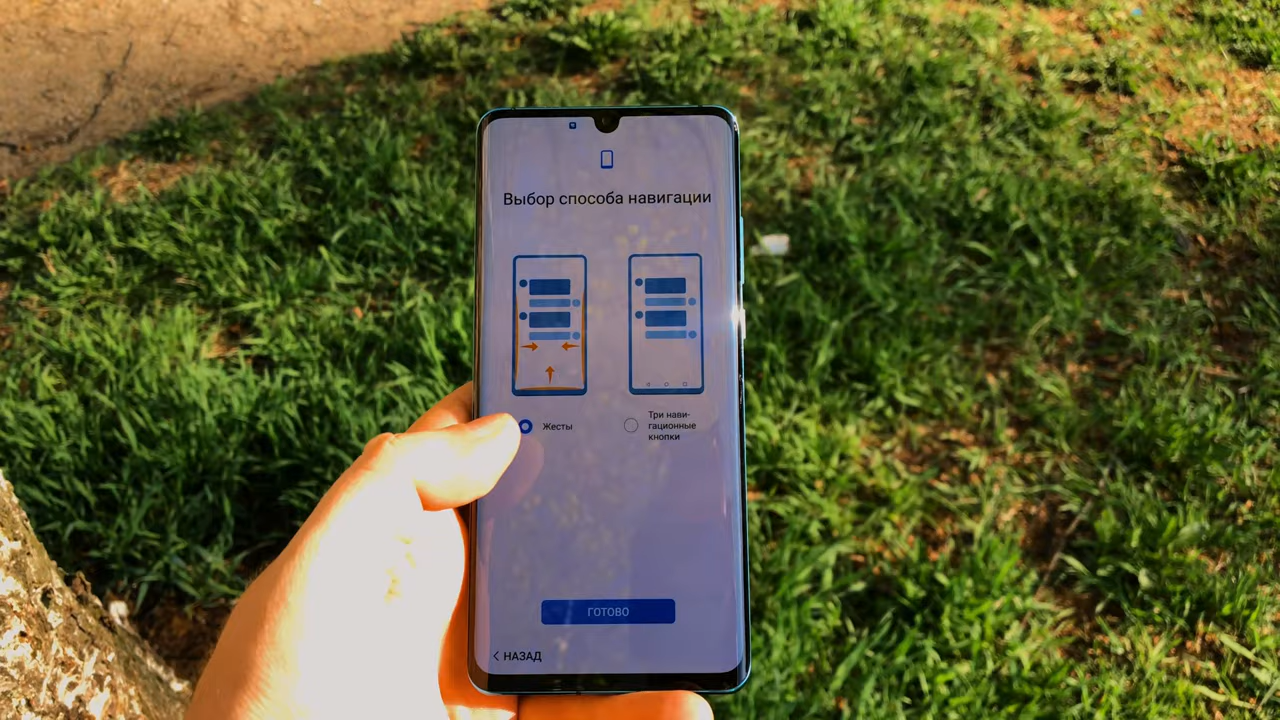 Выбор способа навигации
Жесты
Три нави-
гационные
кнопки
ГОТОВО
НАЗАД